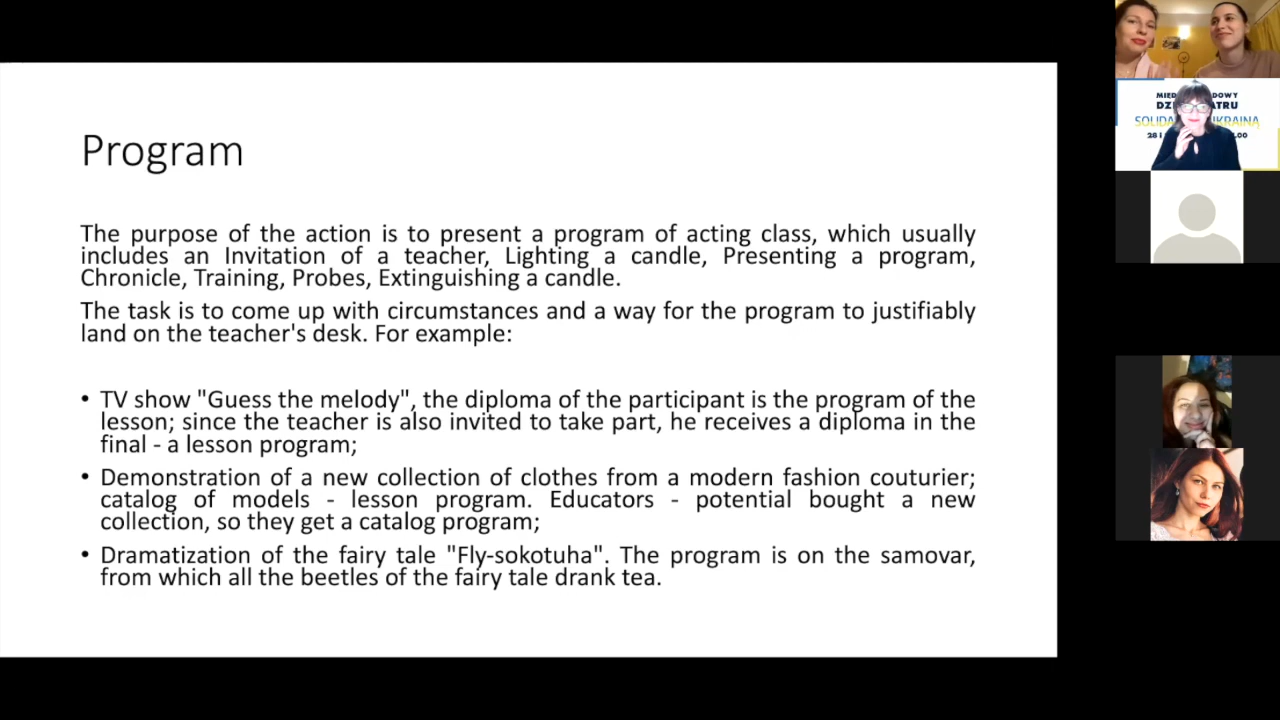 Program
The purpose of the action is to present a program of acting class, which usually
includes an Invitation of a teacher, Lighting a candle, Presenting a program,
Chronicle, Training, Probes, Extinguishing a candle.
The task is to come up with circumstances and a way for the program to justifiably
land on the teacher's desk. For example:
• TV show "Guess the melody", the diploma of the participant is the program of the
lesson; since the teacher is also invited to take part, he receives a diploma in the
final - a lesson program;
• Demonstration of a new collection of clothes from a modern fashion couturier;
catalog of models - lesson program. Educators - potential bought a new
collection, so they get a catalog program;
• Dramatization of the fairy tale "Fly-sokotuha". The program is on the samovar,
from which all the beetles of the fairy tale drank tea.